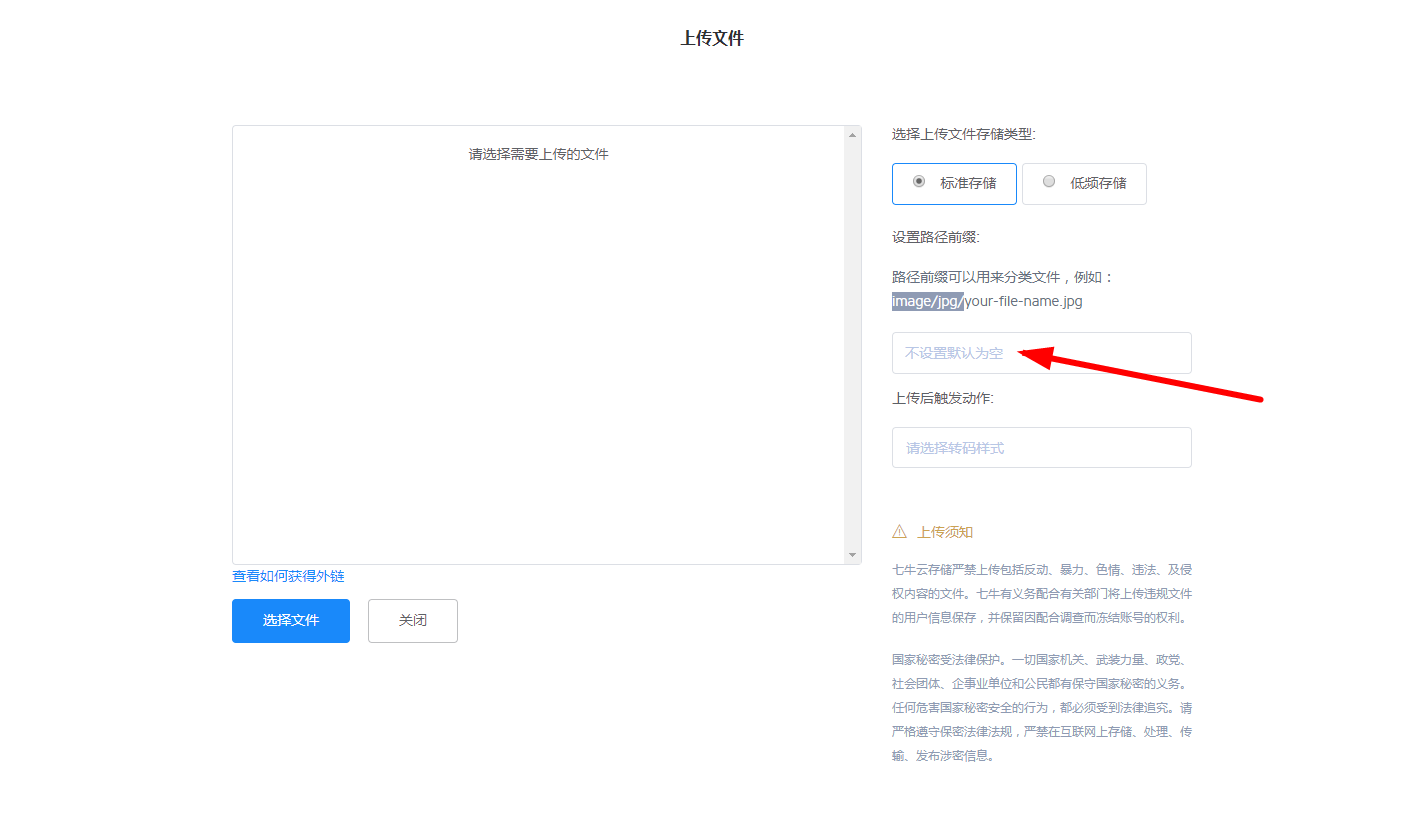 上传文件
请选择需要上传的文件
查看如何获得外链
选择文件
关闭
选择上传文件存储类型:
标准存储
低频存储
设置路径前缀:
路径前缀可以用来分类文件，例如：
image/jpg/your-file-name.jpg
不设置默认为空
上传后触发动作:
请选择转码样式
上传须知
七牛云存储严禁上传包括反动、暴力、色情、违法、及侵
权内容的文件。七牛有义务配合有关部门将上传违规文件
的用户信息保存，并保留因配合调查而冻结账号的权利。
国家秘密受法律保护。一切国家机关、武装力量、政党、
社会团体、企事业单位和公民都有保守国家秘密的义务。
任何危害国家秘密安全的行为，都必须受到法律追究。请
严格遵守保密法律法规，严禁在互联网上存储、处理、传
输、发布涉密信息。